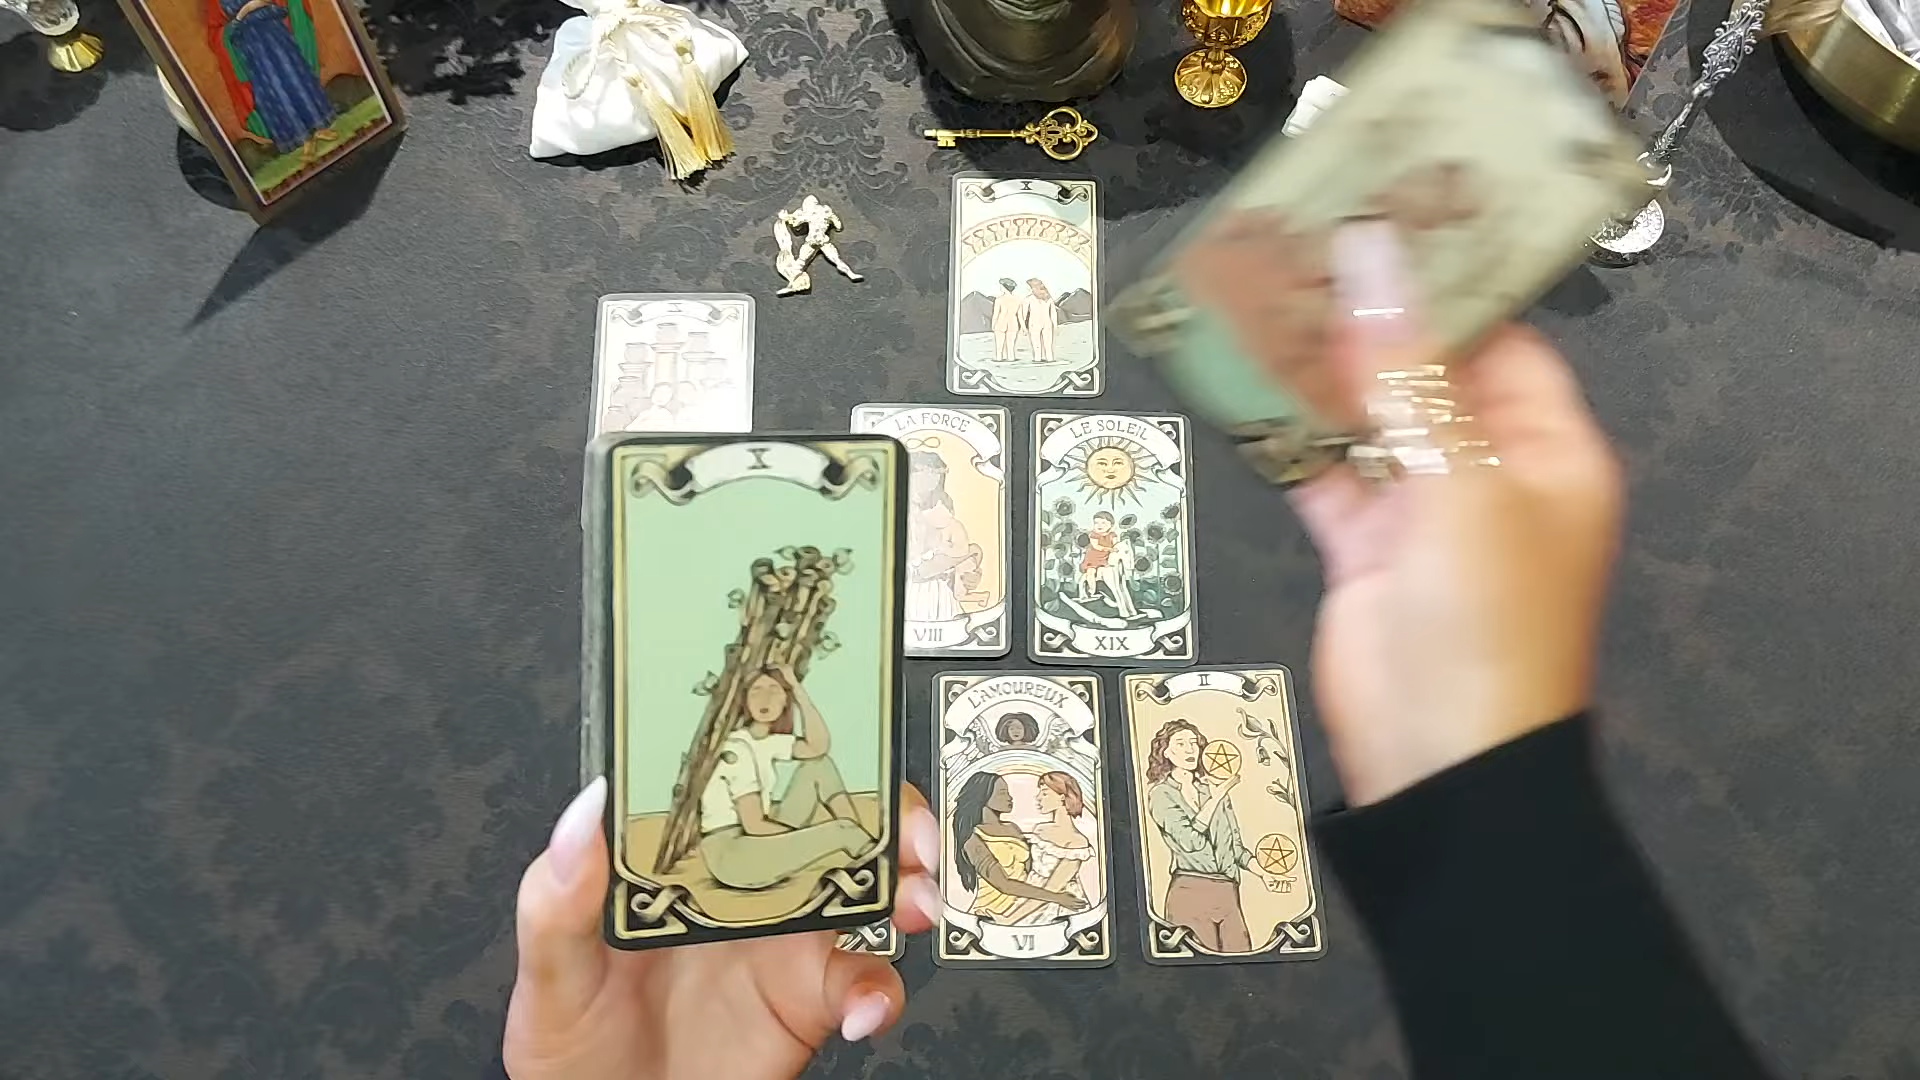 X
X
LA FORCE
VIII
LE SOLEIL
XIX
X
L'AMOUREUX
VI
II